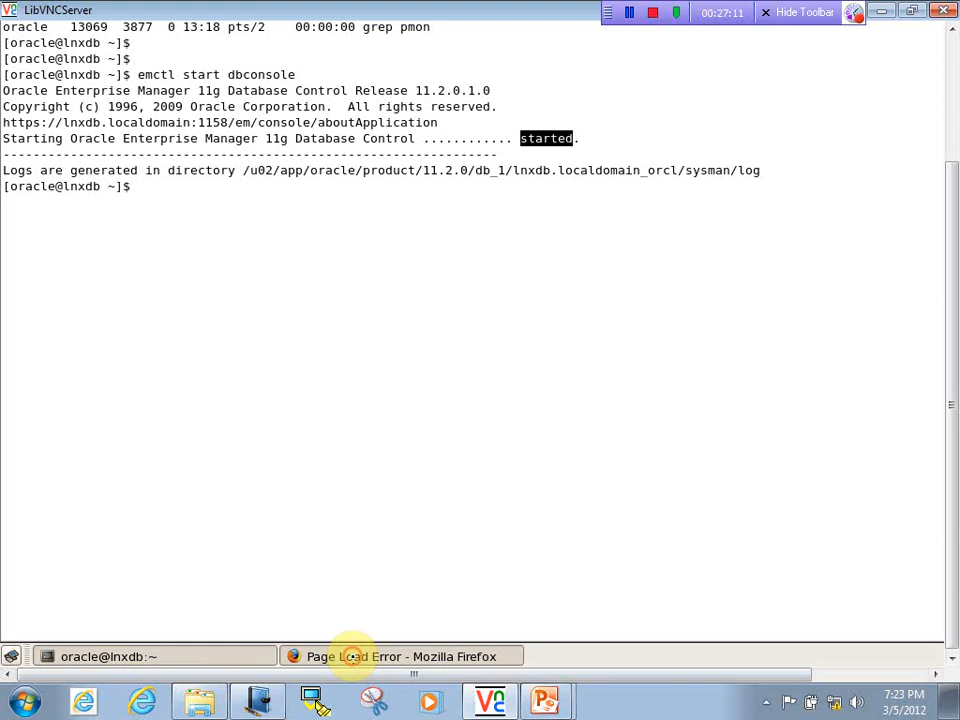 LibVNCServer
00:27:11
Hide Toolbar
oracle 13069 3877 0 13:18 pts/2 00:00:00 grep pmon
[oracle@lnxdb ~]$
[oracle@lnxdb ~]$
[oracle@lnxdb ~]$ emctl start dbconsole
Oracle Enterprise Manager 11g Database Control Release 11.2.0.1.0
Copyright (c) 1996, 2009 Oracle Corporation. All rights reserved.
https://lnxdb.localdomain:1158/em/console/aboutApplication
Starting Oracle Enterprise Manager 11g Database Control ............ started.
------------------------------------------------------------------
Logs are generated in directory /u02/app/oracle/product/11.2.0/db_1/lnxdb.localdomain_orcl/sysman/log
[oracle@lnxdb ~]$
oracle@lnxdb:~
Page Load Error - Mozilla Firefox
7:23 PM
3/5/2012